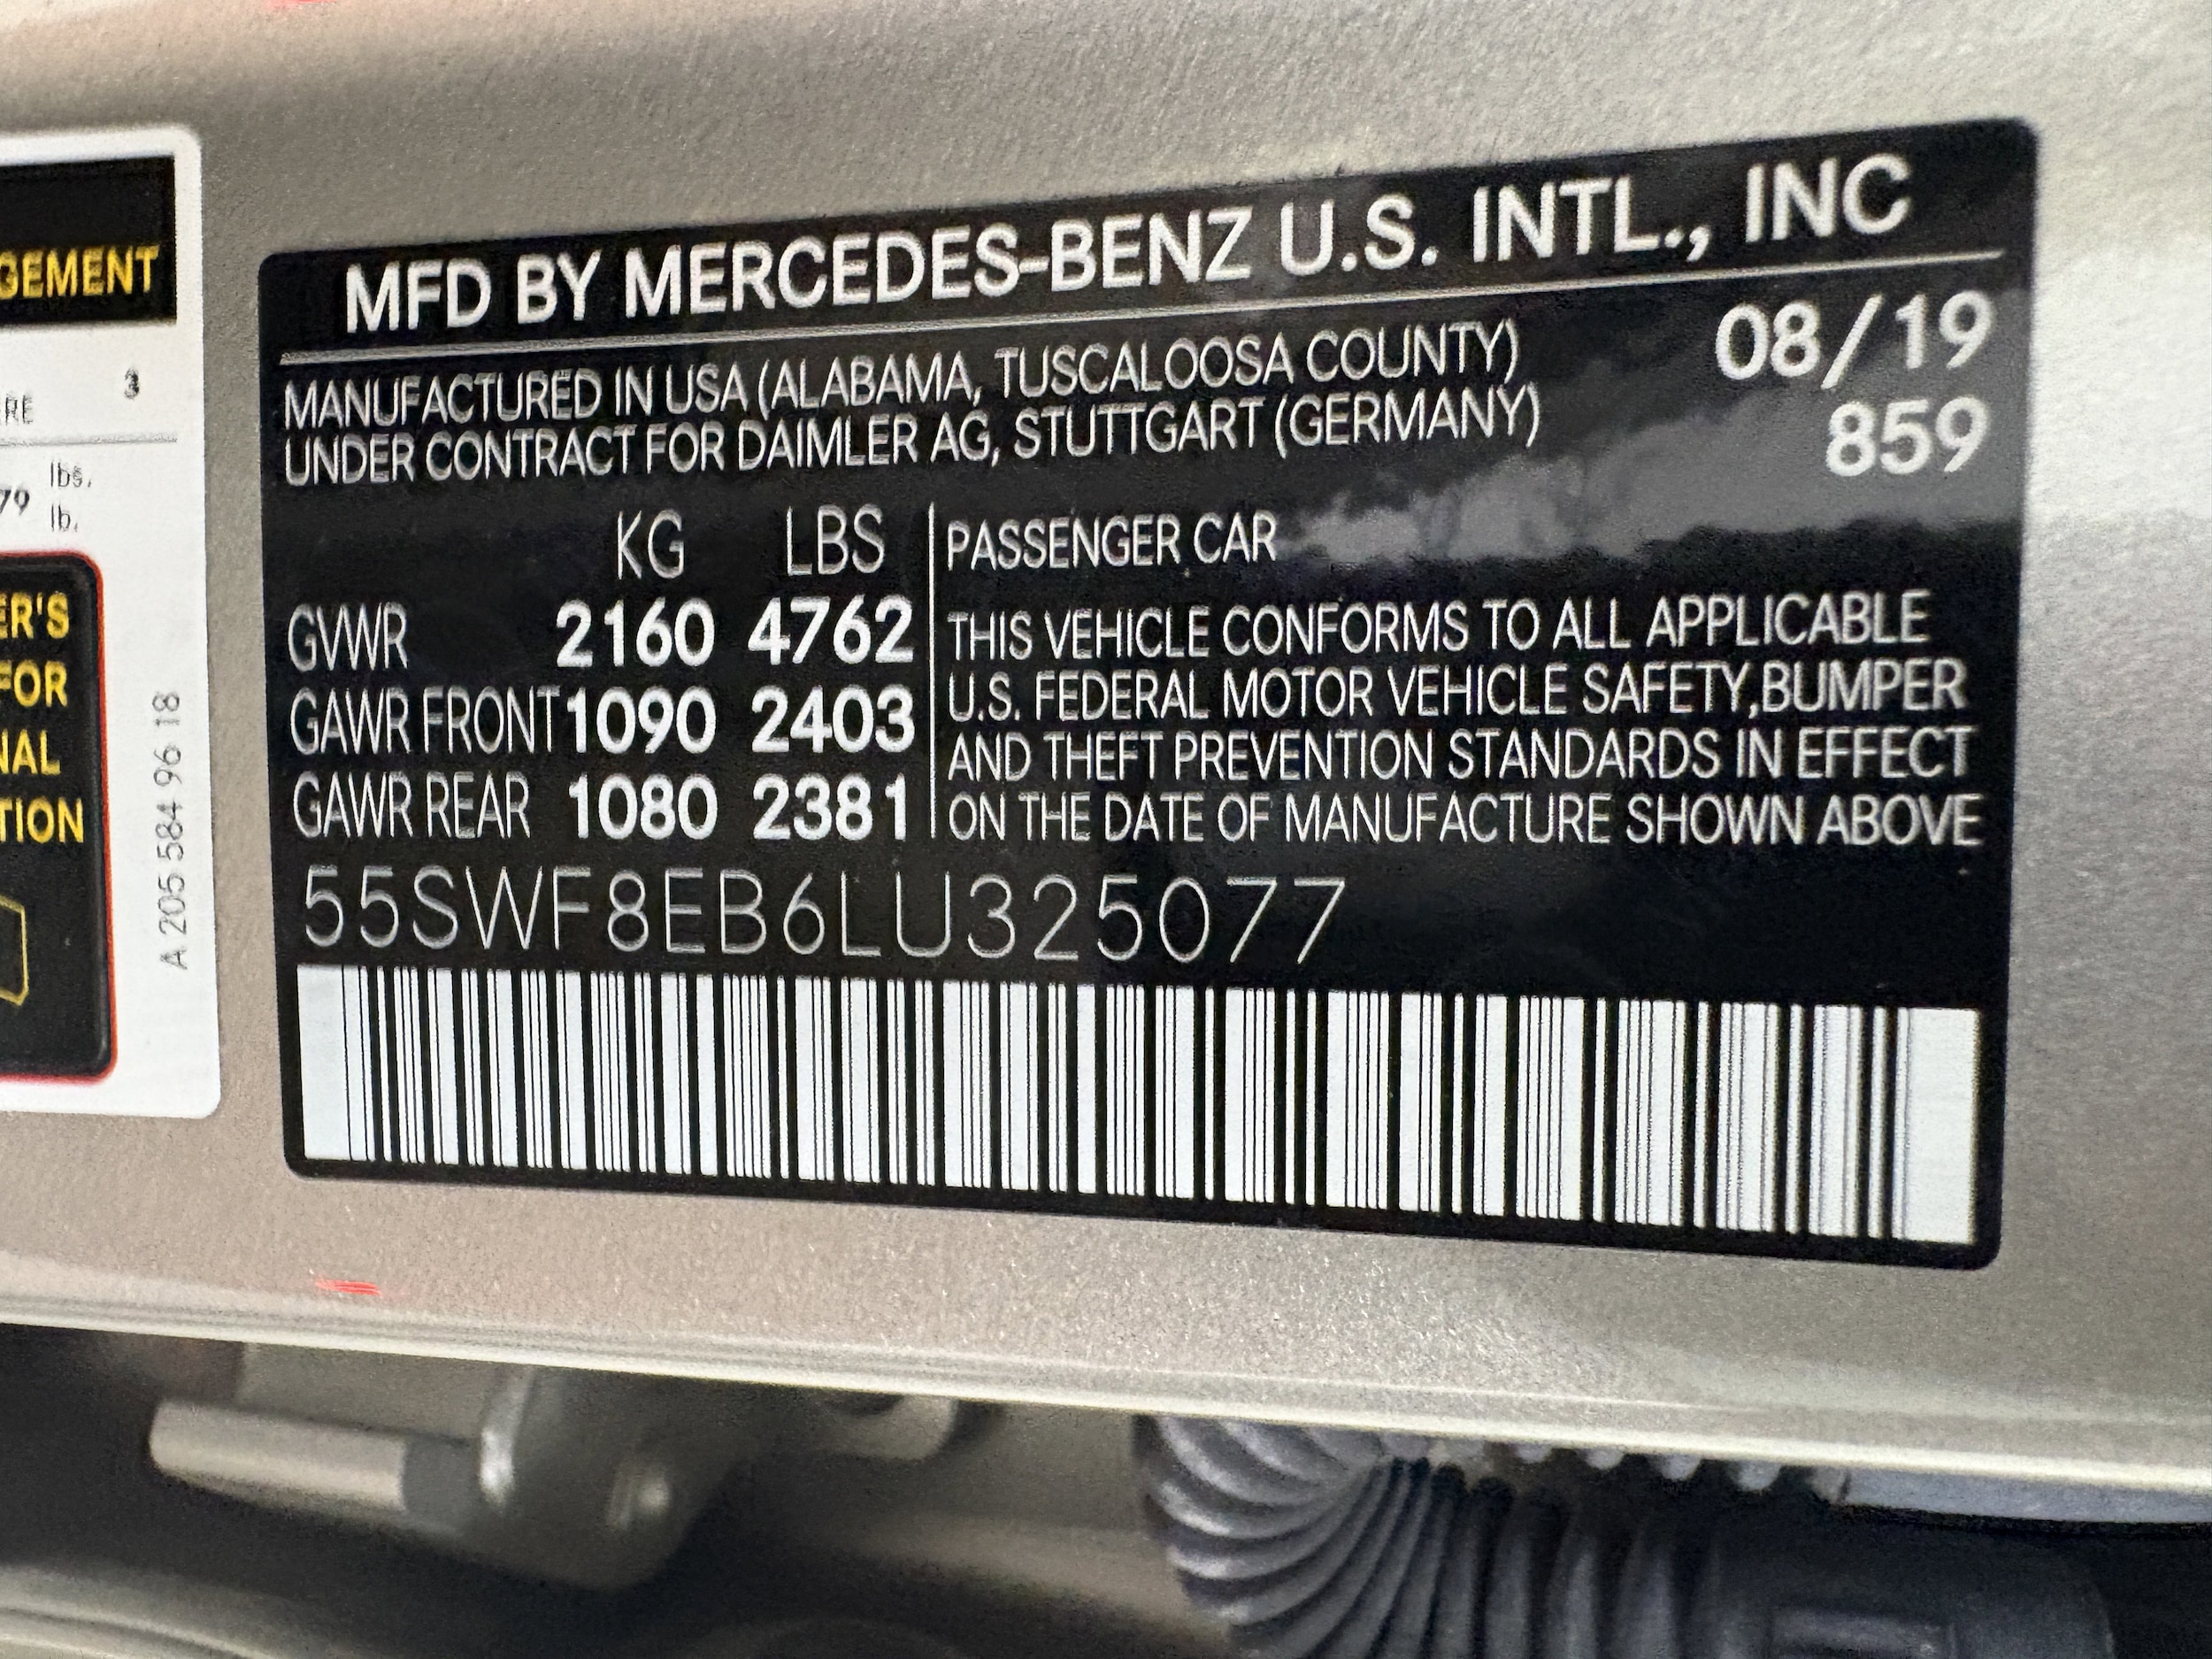 GEMENT
RE 3
79 lbs.
lb.
ER'S
FOR
NAL
TION
A 205 584 96 18
MFD BY MERCEDES-BENZ U.S. INTL., INC
MANUFACTURED IN USA (ALABAMA, TUSCALOOSA COUNTY) 08/19
UNDER CONTRACT FOR DAIMLER AG, STUTTGART (GERMANY) 859
KG LBS
GVWR 2160 4762
GAWR FRONT 1090 2403
GAWR REAR 1080 2381
PASSENGER CAR
THIS VEHICLE CONFORMS TO ALL APPLICABLE
U.S. FEDERAL MOTOR VEHICLE SAFETY,BUMPER
AND THEFT PREVENTION STANDARDS IN EFFECT
ON THE DATE OF MANUFACTURE SHOWN ABOVE
55SWF8EB6LU325077